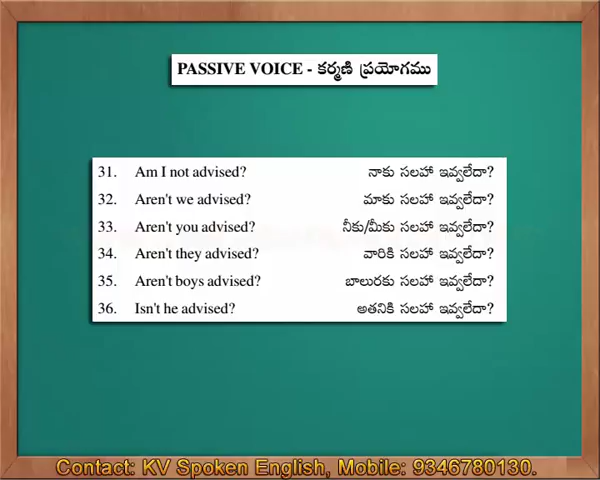 PASSIVE VOICE - కర్మణి ప్రయోగము
31. Am I not advised? నాకు సలహా ఇవ్వలేదా?
32. Aren't we advised? మాకు సలహా ఇవ్వలేదా?
33. Aren't you advised? నీకు/మీకు సలహా ఇవ్వలేదా?
34. Aren't they advised? వారికి సలహా ఇవ్వలేదా?
35. Aren't boys advised? బాలురకు సలహా ఇవ్వలేదా?
36. Isn't he advised? అతనికి సలహా ఇవ్వలేదా?
Contact: KV Spoken English, Mobile: 9346780130.